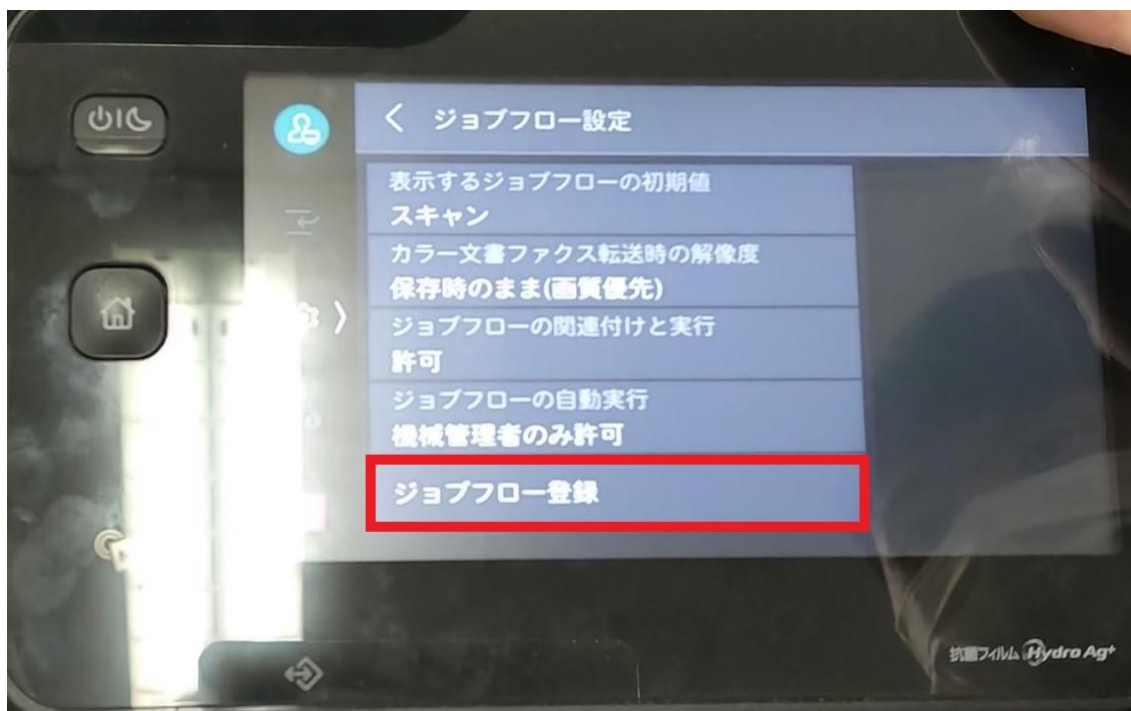 ジョブフロー設定
表示するジョブフローの初期値
スキャン
カラー文書ファクス転送時の解像度
保存時のまま(画質優先)
ジョブフローの関連付けと実行
許可
ジョブフローの自動実行
機械管理者のみ許可
ジョブフロー登録
抗菌フィルム Hydro Ag⁺